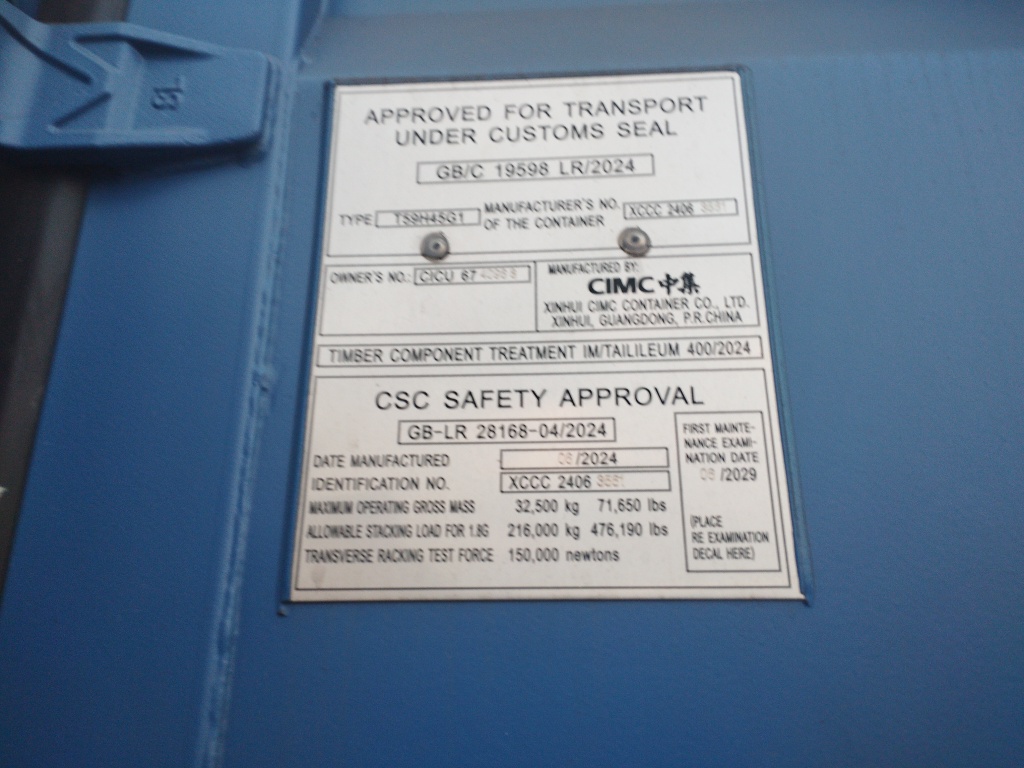 APPROVED FOR TRANSPORT
UNDER CUSTOMS SEAL
GB/C 19598 LR/2024
TYPE TS9H45G1
MANUFACTURER'S NO.
OF THE CONTAINER
XCCC 2406
OWNER'S NO.: CICU 67
MANUFACTURED BY:
CIMC 中集
XINHUI CIMC CONTAINER CO., LTD.
XINHUI, GUANGDONG, P.R.CHINA
TIMBER COMPONENT TREATMENT IM/TAILILEUM 400/2024
CSC SAFETY APPROVAL
GB-LR 28168-04/2024
DATE MANUFACTURED 06/2024
IDENTIFICATION NO. XCCC 2406
MAXIMUM OPERATING GROSS MASS 32,500 kg 71,650 lbs
ALLOWABLE STACKING LOAD FOR 1.8G 216,000 kg 476,190 lbs
TRANSVERSE RACKING TEST FORCE 150,000 newtons
FIRST MAINTE-
NANCE EXAMI-
NATION DATE
06 /2029
(PLACE
RE EXAMINATION
DECAL HERE)